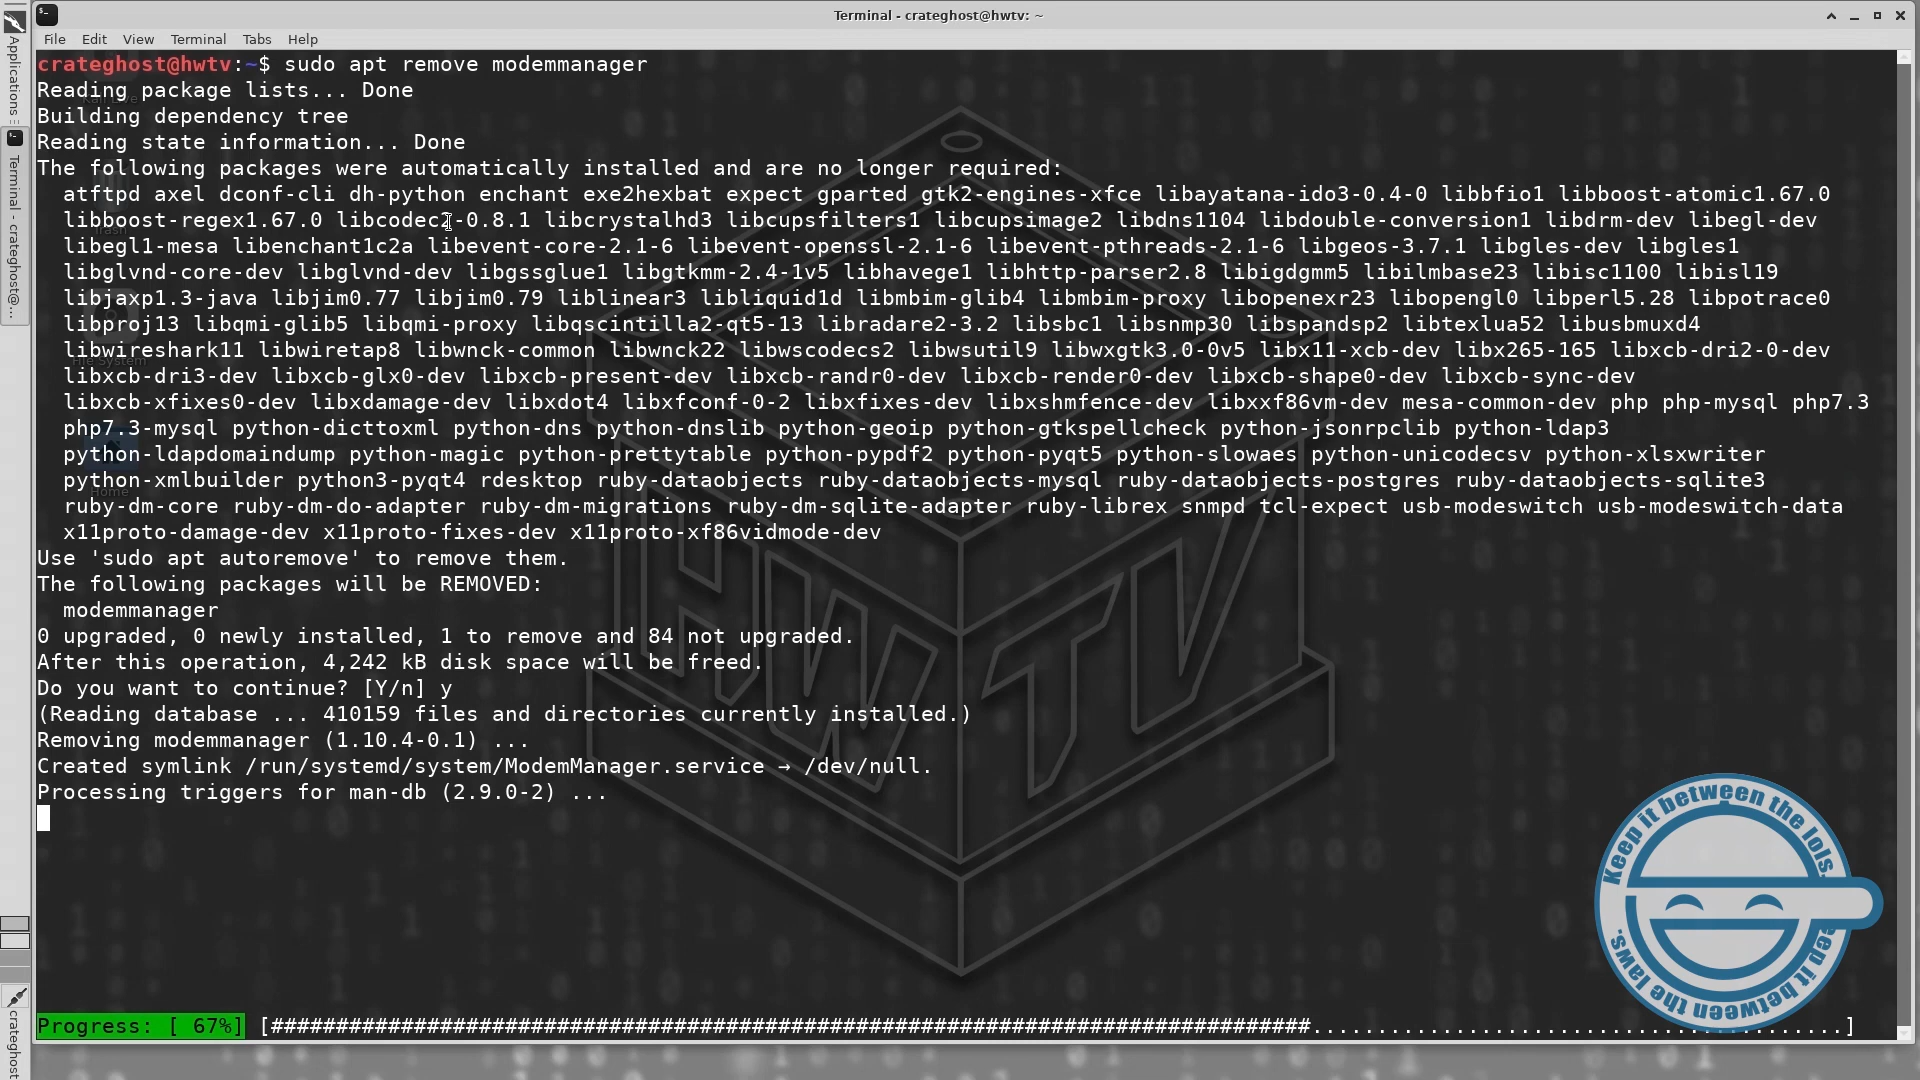 Terminal - crateghost@hwtv: ~
File Edit View Terminal Tabs Help
crateghost@hwtv:~$ sudo apt remove modemmanager
Reading package lists... Done
Building dependency tree
Reading state information... Done
The following packages were automatically installed and are no longer required:
atftpd axel dconf-cli dh-python enchant exe2hexbat expect gparted gtk2-engines-xfce libayatana-ido3-0.4-0 libbfio1 libboost-atomic1.67.0
libboost-regex1.67.0 libcodec2-0.8.1 libcrystalhd3 libcupsfilters1 libcupsimage2 libdns1104 libdouble-conversion1 libdrm-dev libegl-dev
libegl1-mesa libenchant1c2a libevent-core-2.1-6 libevent-openssl-2.1-6 libevent-pthreads-2.1-6 libgeos-3.7.1 libgles-dev libgles1
libglvnd-core-dev libglvnd-dev libgssglue1 libgtkmm-2.4-1v5 libhavege1 libhttp-parser2.8 libigdgmm5 libilmbase23 libisc1100 libisl19
libjaxp1.3-java libjim0.77 libjim0.79 liblinear3 libliquid1d libmbim-glib4 libmbim-proxy libopenexr23 libopengl0 libperl5.28 libpotrace0
libproj13 libqmi-glib5 libqmi-proxy libqscintilla2-qt5-13 libradare2-3.2 libsbc1 libsnmp30 libspandsp2 libtexlua52 libusbmuxd4
libwireshark11 libwiretap8 libwnck-common libwnck22 libwscodecs2 libwsutil9 libwxgtk3.0-0v5 libx11-xcb-dev libx265-165 libxcb-dri2-0-dev
libxcb-dri3-dev libxcb-glx0-dev libxcb-present-dev libxcb-randr0-dev libxcb-render0-dev libxcb-shape0-dev libxcb-sync-dev
libxcb-xfixes0-dev libxdamage-dev libxdot4 libxfconf-0-2 libxfixes-dev libxshmfence-dev libxxf86vm-dev mesa-common-dev php php-mysql php7.3
php7.3-mysql python-dicttoxml python-dns python-dnslib python-geoip python-gtkspellcheck python-jsonrpclib python-ldap3
python-ldapdomaindump python-magic python-prettytable python-pypdf2 python-pyqt5 python-slowaes python-unicodecsv python-xlsxwriter
python-xmlbuilder python3-pyqt4 rdesktop ruby-dataobjects ruby-dataobjects-mysql ruby-dataobjects-postgres ruby-dataobjects-sqlite3
ruby-dm-core ruby-dm-do-adapter ruby-dm-migrations ruby-dm-sqlite-adapter ruby-librex snmpd tcl-expect usb-modeswitch usb-modeswitch-data
x11proto-damage-dev x11proto-fixes-dev x11proto-xf86vidmode-dev
Use 'sudo apt autoremove' to remove them.
The following packages will be REMOVED:
modemmanager
0 upgraded, 0 newly installed, 1 to remove and 84 not upgraded.
After this operation, 4,242 kB disk space will be freed.
Do you want to continue? [Y/n] y
(Reading database ... 410159 files and directories currently installed.)
Removing modemmanager (1.10.4-0.1) ...
Created symlink /run/systemd/system/ModemManager.service → /dev/null.
Processing triggers for man-db (2.9.0-2) ...
Progress: [ 67%] [################################################################################.........................................]
Applications
Terminal - crateghost@...
crateghost
Trash
File System
Home
HW TV
Keep it between the lols.
between the laws.